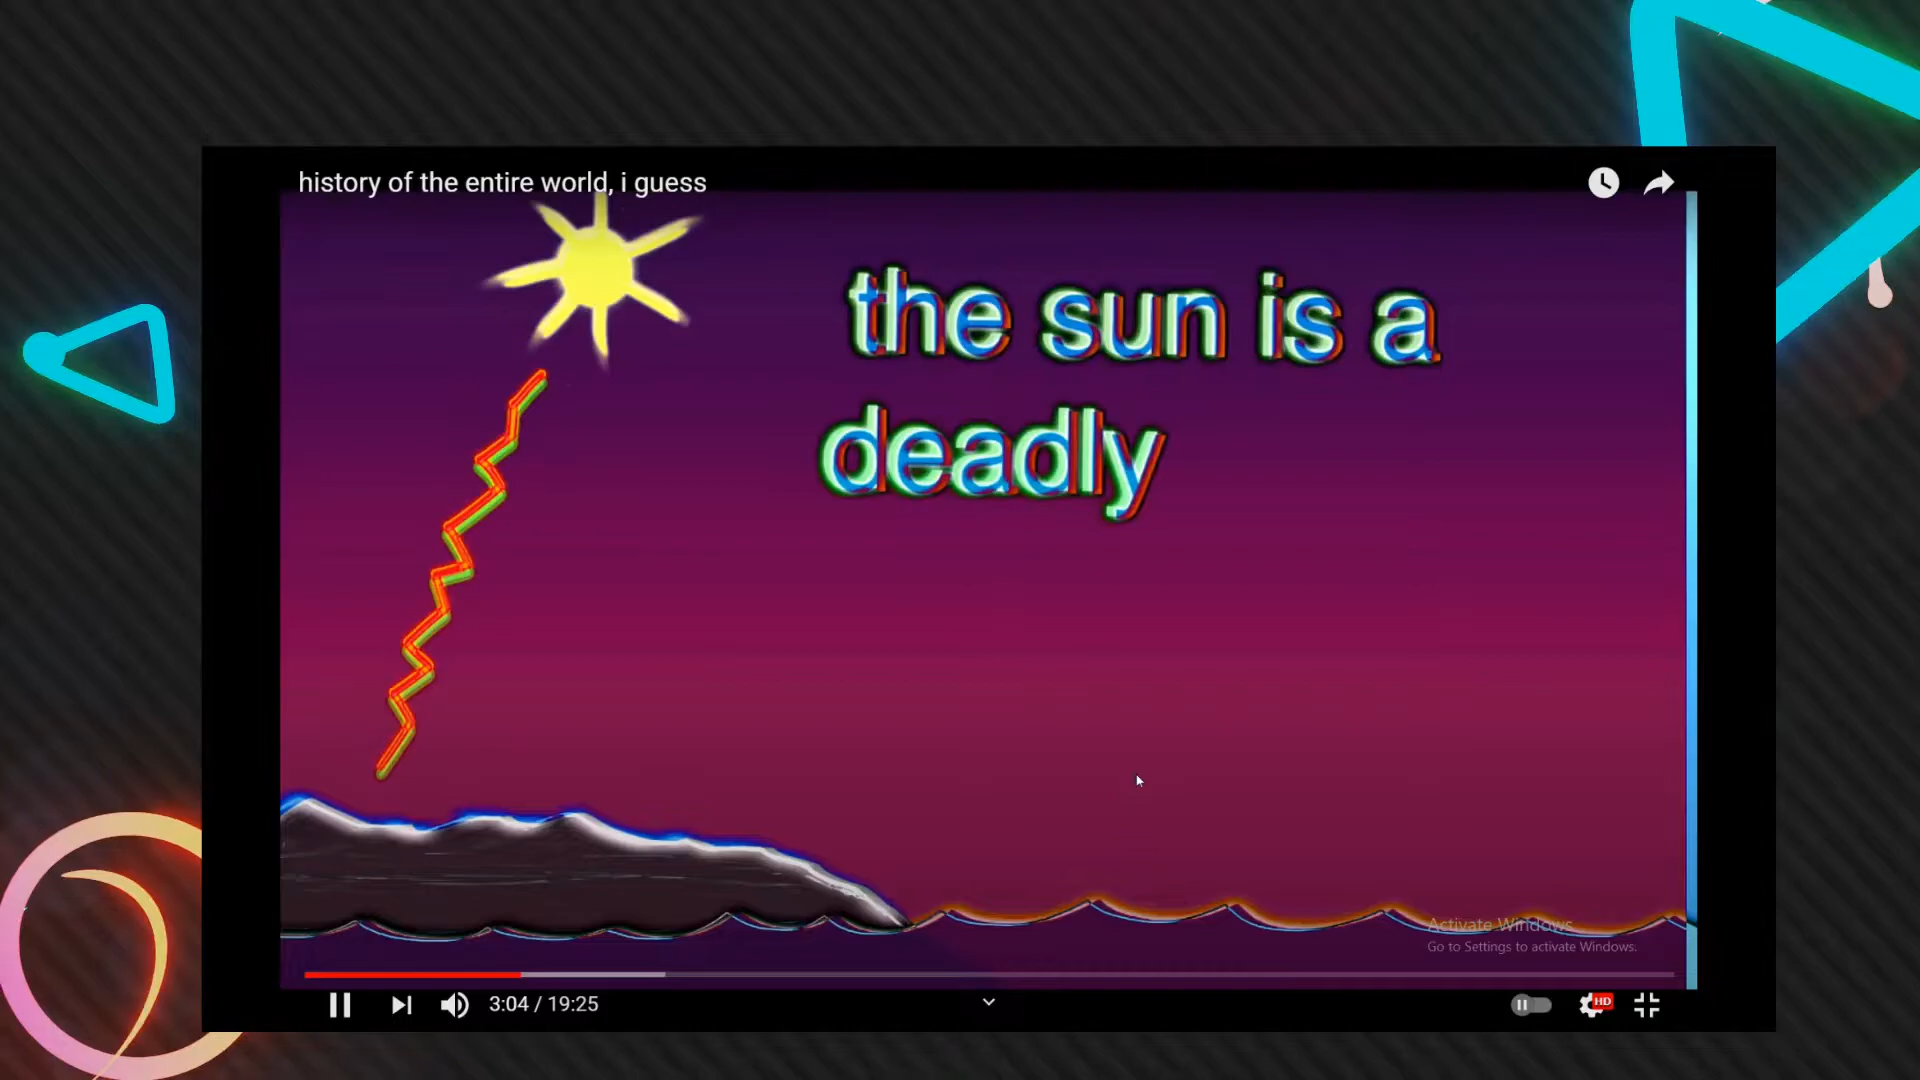 history of the entire world, i guess
the sun is a
deadly
Activate Windows
Go to Settings to activate Windows.
3:04 / 19:25
HD